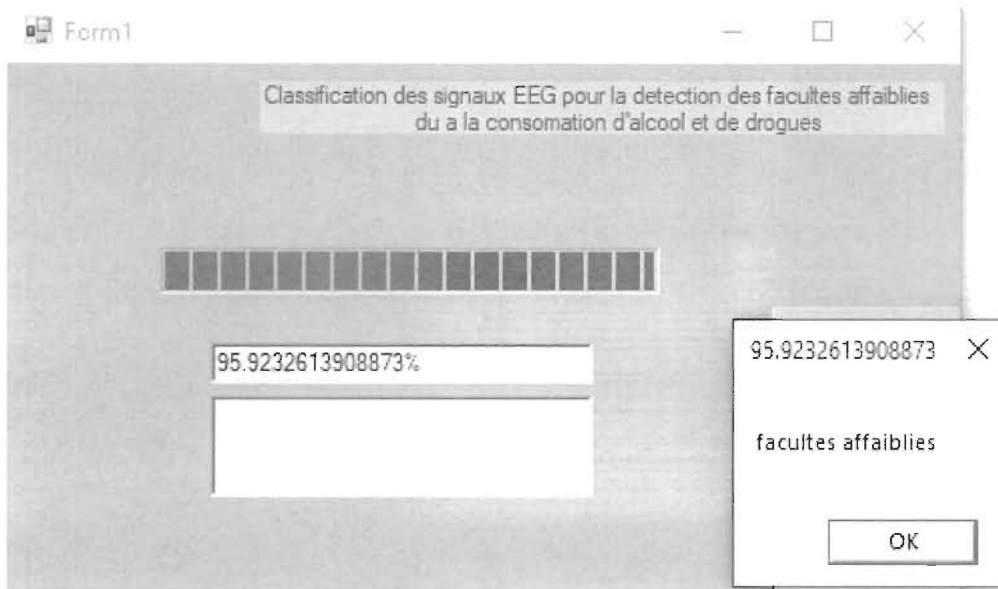 Form1
Classification des signaux EEG pour la detection des facultes affaiblies
du a la consomation d'alcool et de drogues
95.9232613908873%
95.9232613908873
facultes affaiblies
OK